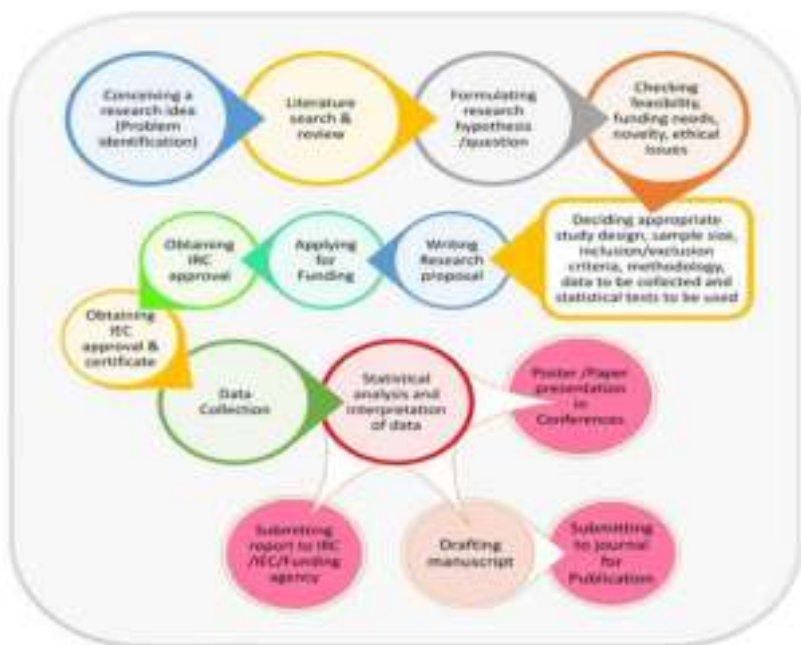 Conceiving a
research idea
(Problem
identification)
Literature
search &
review
Formulating
research
hypothesis
/question
Checking
feasibility,
funding needs,
novelty, ethical
issues
Deciding appropriate
study design, sample size,
inclusion/exclusion
criteria, methodology,
data to be collected and
statistical tests to be used
Writing
Research
proposal
Applying
for
Funding
Obtaining
IRC
approval
Obtaining
IEC
approval &
certificate
Data
Collection
Statistical
analysis and
interpretation
of data
Poster /Paper
presentation
in
Conferences
Submitting
report to IRC
/IEC/Funding
agency
Drafting
manuscript
Submitting
to journal
for
Publication